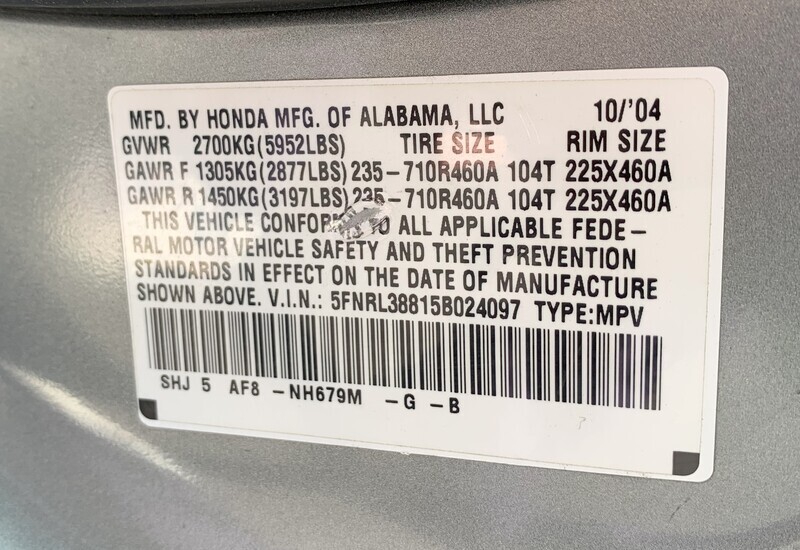 MFD. BY HONDA MFG. OF ALABAMA, LLC 10/'04
GVWR 2700KG(5952LBS) TIRE SIZE RIM SIZE
GAWR F 1305KG(2877LBS) 235-710R460A 104T 225X460A
GAWR R 1450KG(3197LBS) 235-710R460A 104T 225X460A
THIS VEHICLE CONFORMS TO ALL APPLICABLE FEDE-
RAL MOTOR VEHICLE SAFETY AND THEFT PREVENTION
STANDARDS IN EFFECT ON THE DATE OF MANUFACTURE
SHOWN ABOVE. V.I.N.: 5FNRL38815B024097 TYPE:MPV
SHJ 5 AF8 -NH679M -G -B